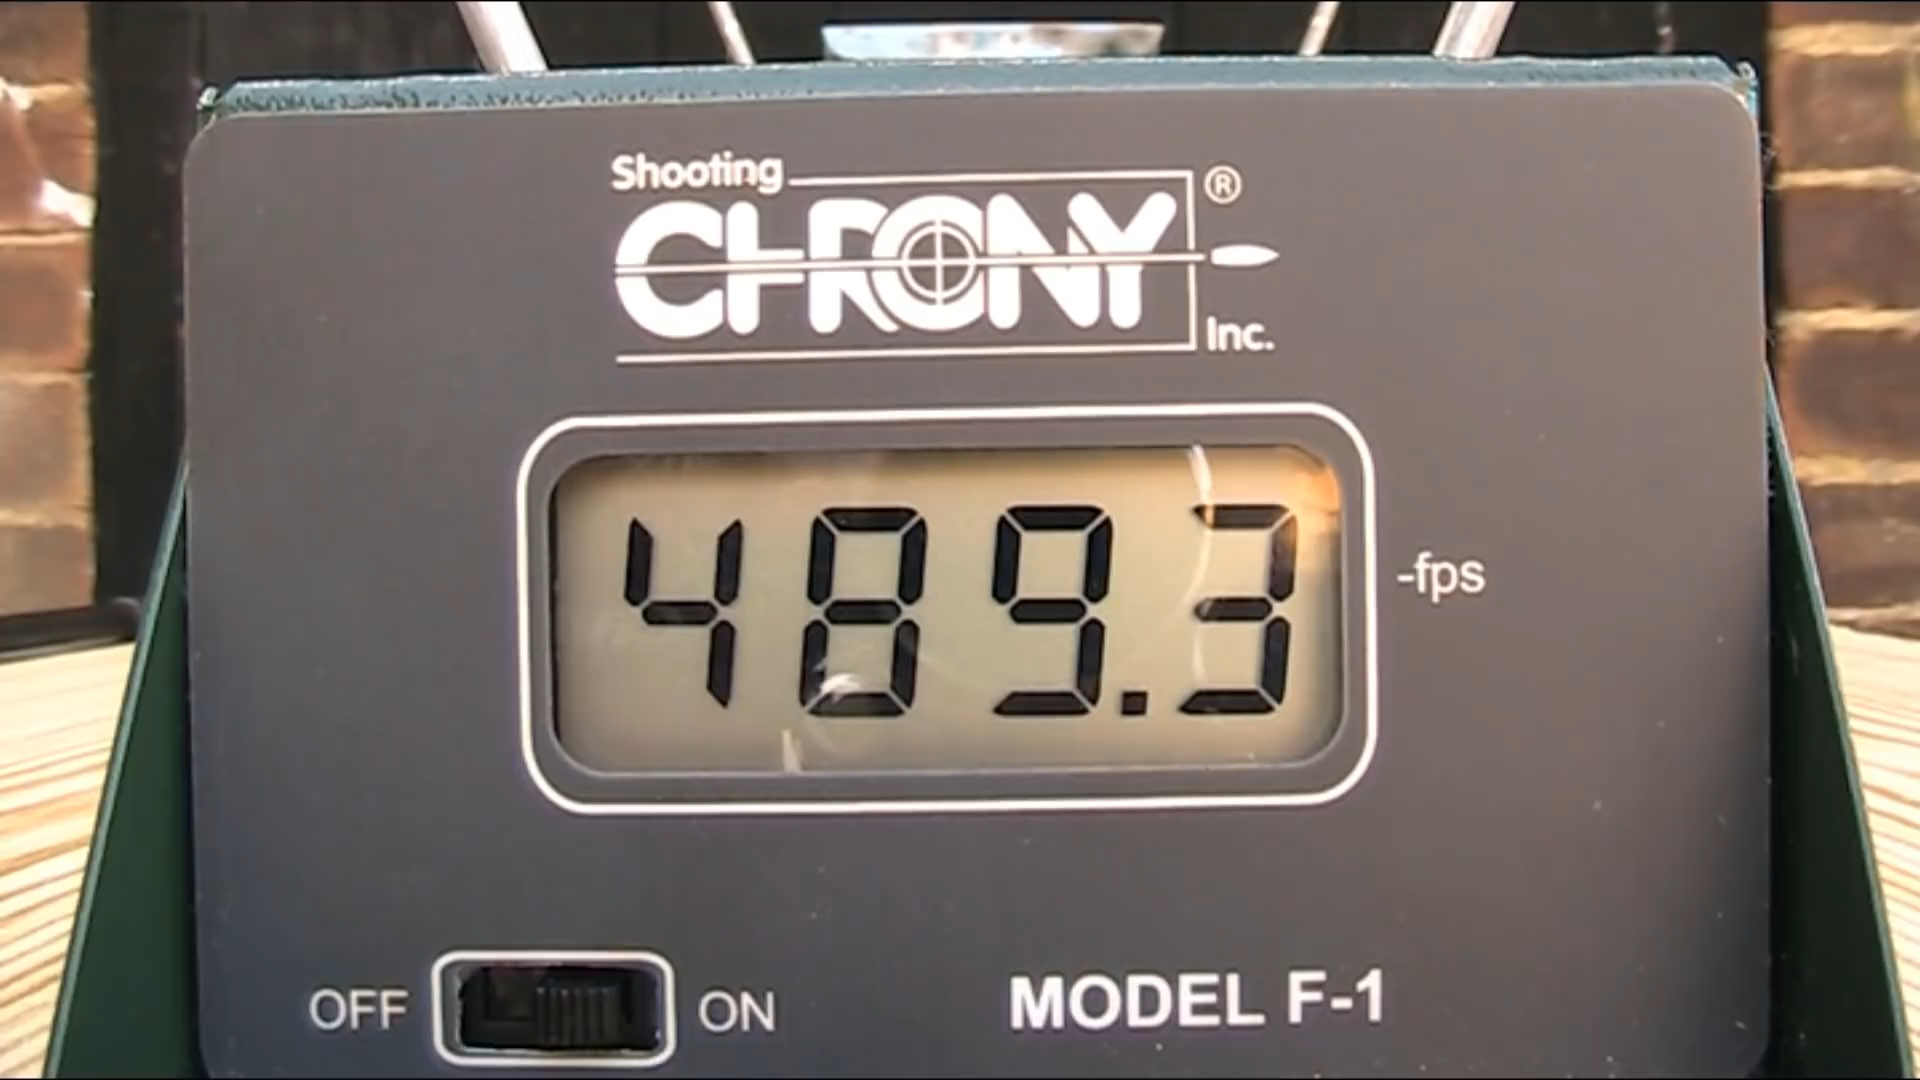 Shooting
CHRONY ®
Inc.
489.3
-fps
OFF ON
MODEL F-1